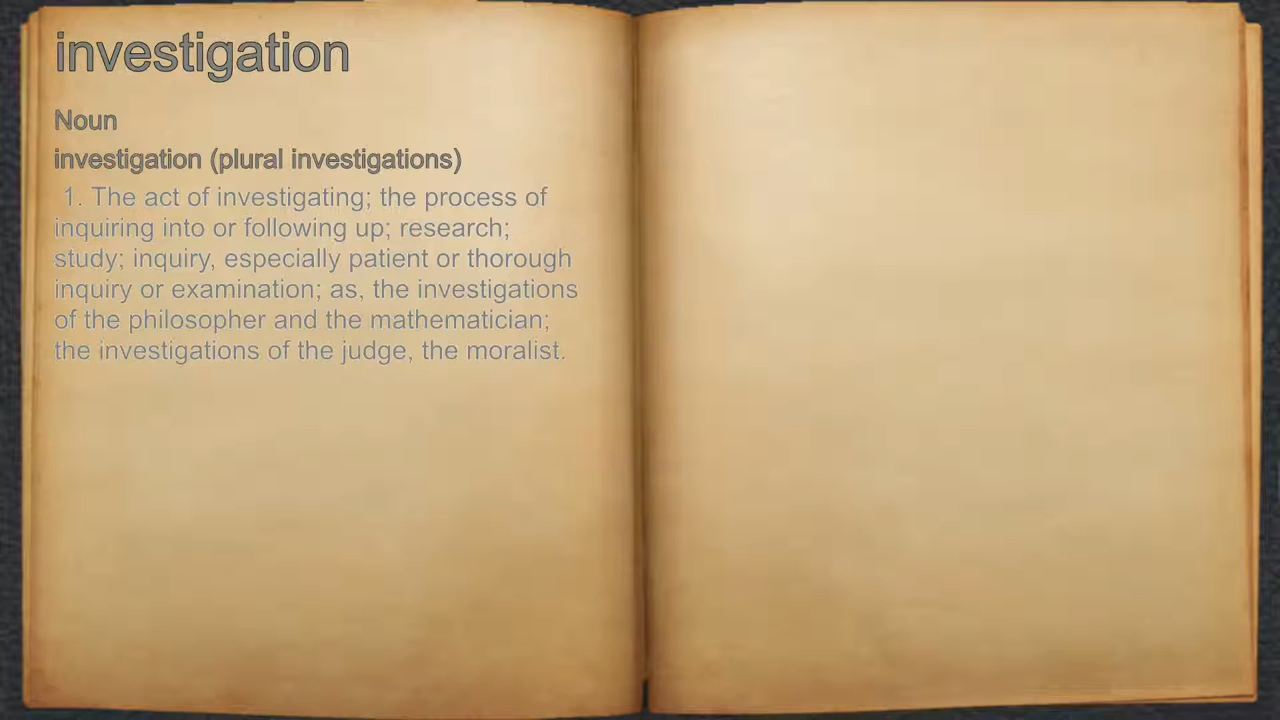 investigation
Noun
investigation (plural investigations)
1. The act of investigating; the process of
inquiring into or following up; research;
study; inquiry, especially patient or thorough
inquiry or examination; as, the investigations
of the philosopher and the mathematician;
the investigations of the judge, the moralist.